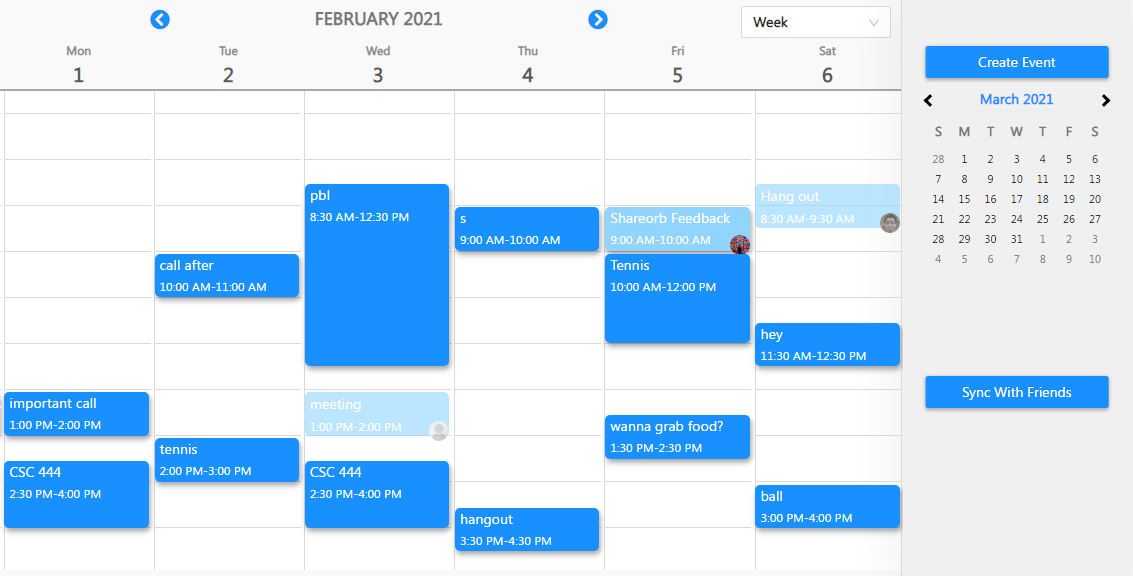 FEBRUARY 2021
Week
Mon
Tue
Wed
Thu
Fri
Sat
1
2
3
4
5
6
important call
1:00 PM-2:00 PM
CSC 444
2:30 PM-4:00 PM
call after
10:00 AM-11:00 AM
tennis
2:00 PM-3:00 PM
pbl
8:30 AM-12:30 PM
meeting
1:00 PM-2:00 PM
CSC 444
2:30 PM-4:00 PM
s
9:00 AM-10:00 AM
hangout
3:30 PM-4:30 PM
Shareorb Feedback
9:00 AM-10:00 AM
Tennis
10:00 AM-12:00 PM
wanna grab food?
1:30 PM-2:30 PM
Hang out
8:30 AM-9:30 AM
hey
11:30 AM-12:30 PM
ball
3:00 PM-4:00 PM
Create Event
March 2021
S M T W T F S
28 1 2 3 4 5 6
7 8 9 10 11 12 13
14 15 16 17 18 19 20
21 22 23 24 25 26 27
28 29 30 31 1 2 3
4 5 6 7 8 9 10
Sync With Friends